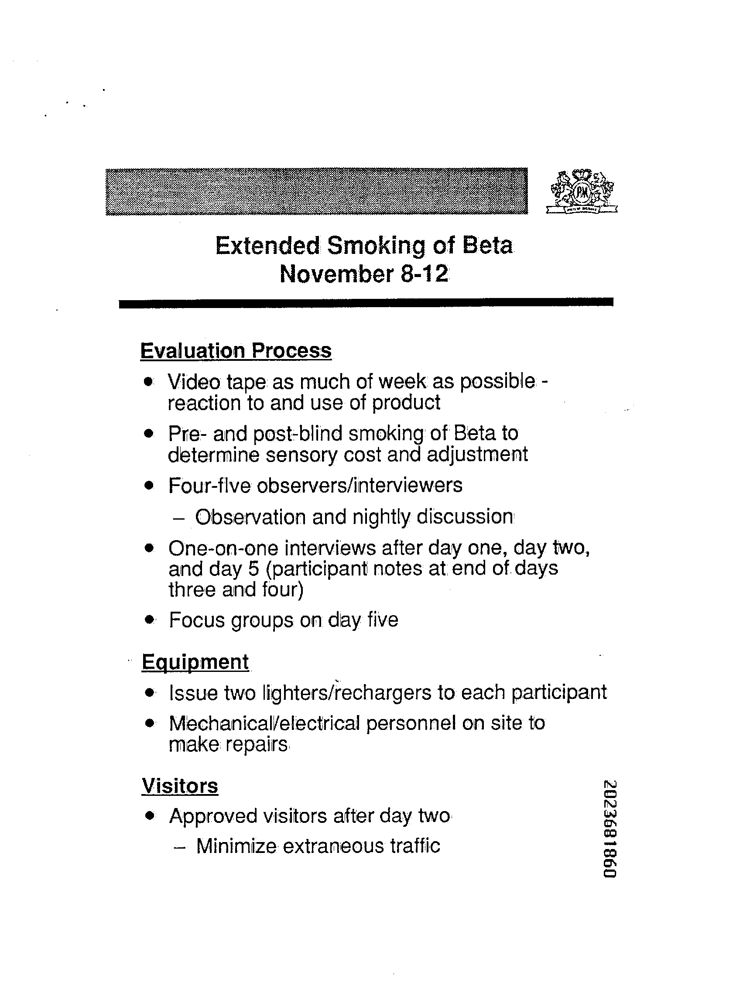 PM
Extended Smoking of Beta
November 8-12
Evaluation Process
• Video tape as much of week as possible -
reaction to and use of product
• Pre- and post-blind smoking of Beta to
determine sensory cost and adjustment
• Four-five observers/interviewers
– Observation and nightly discussion
• One-on-one interviews after day one, day two,
and day 5 (participant notes at end of days
three and four)
• Focus groups on day five
Equipment
• Issue two lighters/rechargers to each participant
• Mechanical/electrical personnel on site to
make repairs
Visitors
• Approved visitors after day two
– Minimize extraneous traffic
2023681860